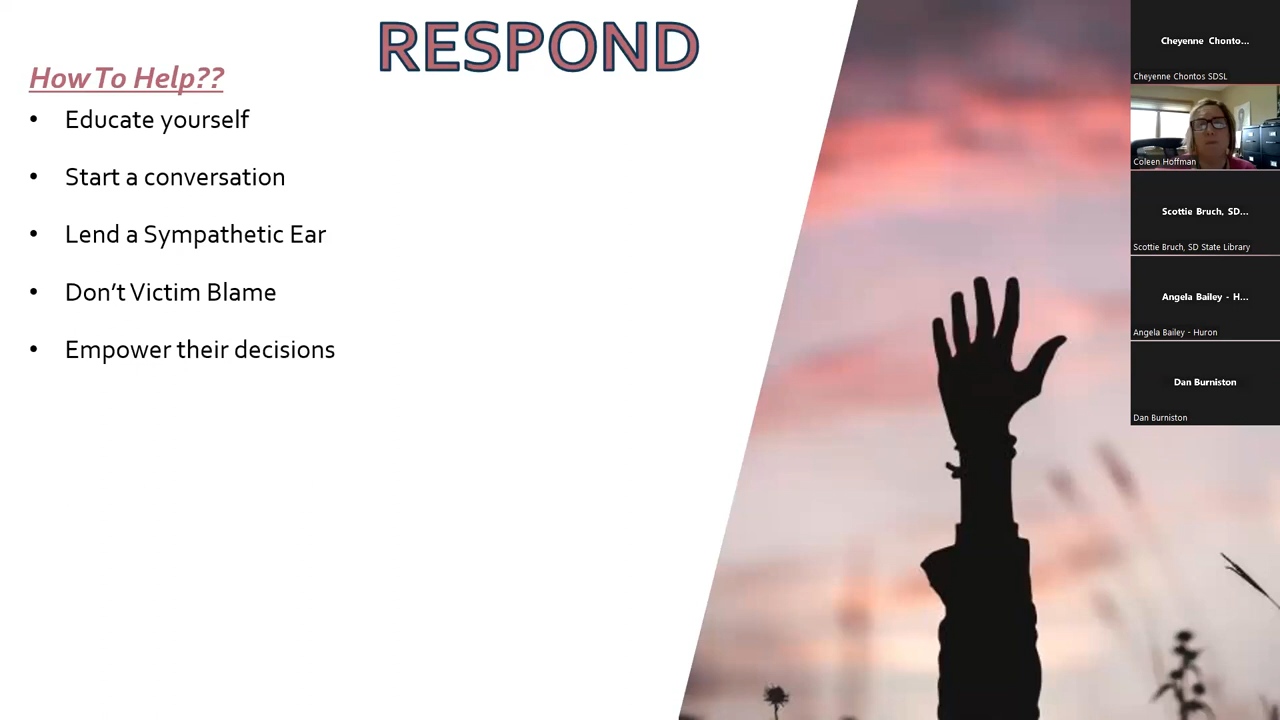 RESPOND
How To Help??
• Educate yourself
• Start a conversation
• Lend a Sympathetic Ear
• Don’t Victim Blame
• Empower their decisions
Cheyenne Chonto...
Cheyenne Chontos SDSL
Coleen Hoffman
Scottie Bruch, SD...
Scottie Bruch, SD State Library
Angela Bailey - H...
Angela Bailey - Huron
Dan Burniston
Dan Burniston